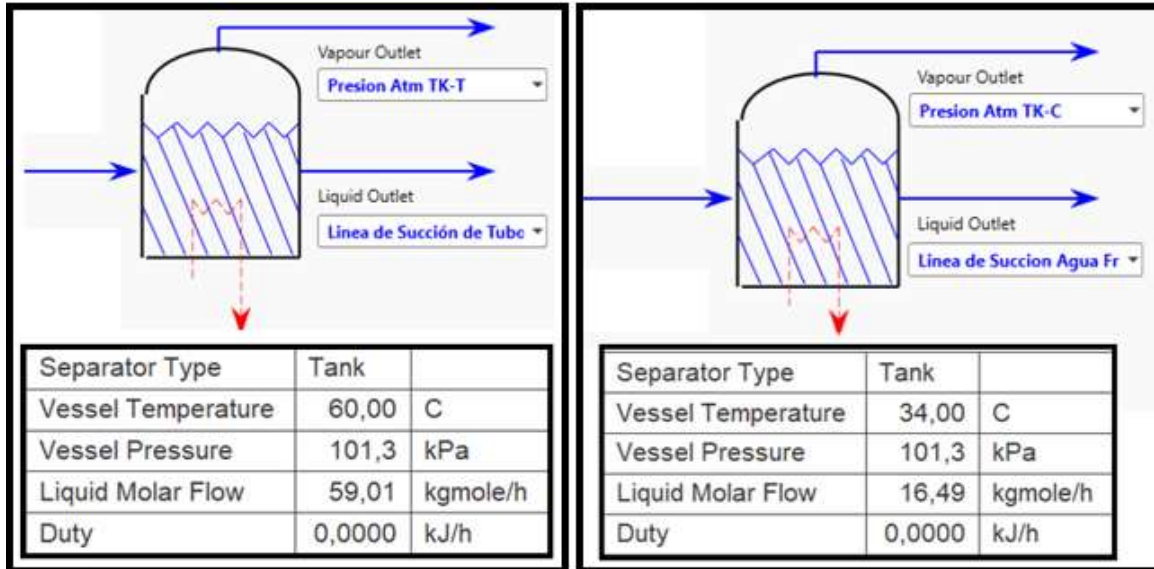 Vapour Outlet
Presion Atm TK-T
Liquid Outlet
Linea de Succión de Tubo
Separator Type Tank
Vessel Temperature 60,00 C
Vessel Pressure 101,3 kPa
Liquid Molar Flow 59,01 kgmole/h
Duty 0,0000 kJ/h
Vapour Outlet
Presion Atm TK-C
Liquid Outlet
Linea de Succion Agua Fr
Separator Type Tank
Vessel Temperature 34,00 C
Vessel Pressure 101,3 kPa
Liquid Molar Flow 16,49 kgmole/h
Duty 0,0000 kJ/h